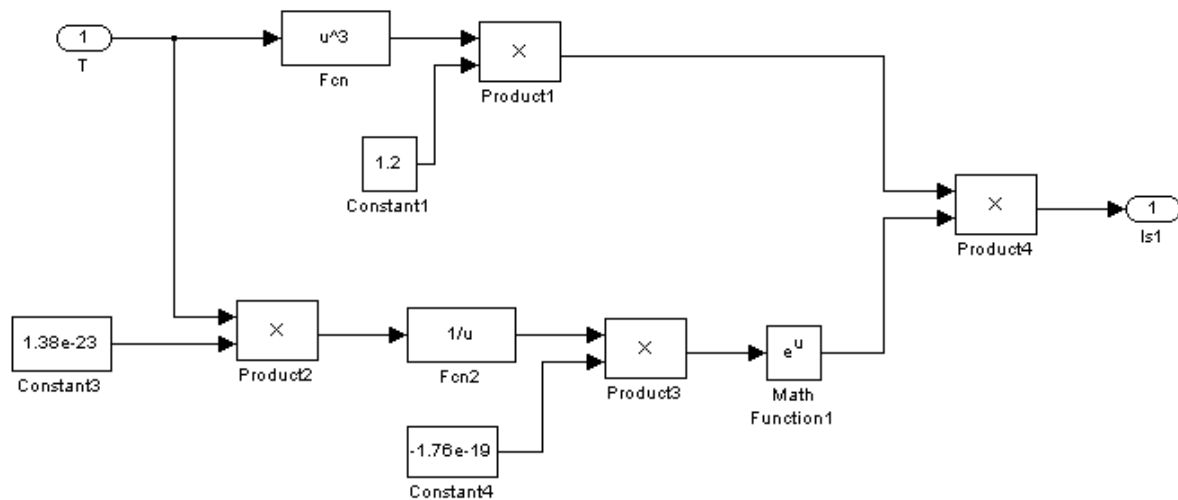 1
T
u^3
Fcn
×
Product1
1.2
Constant1
×
Product4
1
Is1
1.38e-23
Constant3
×
Product2
1/u
Fcn2
×
Product3
e^u
Math
Function1
-1.76e-19
Constant4